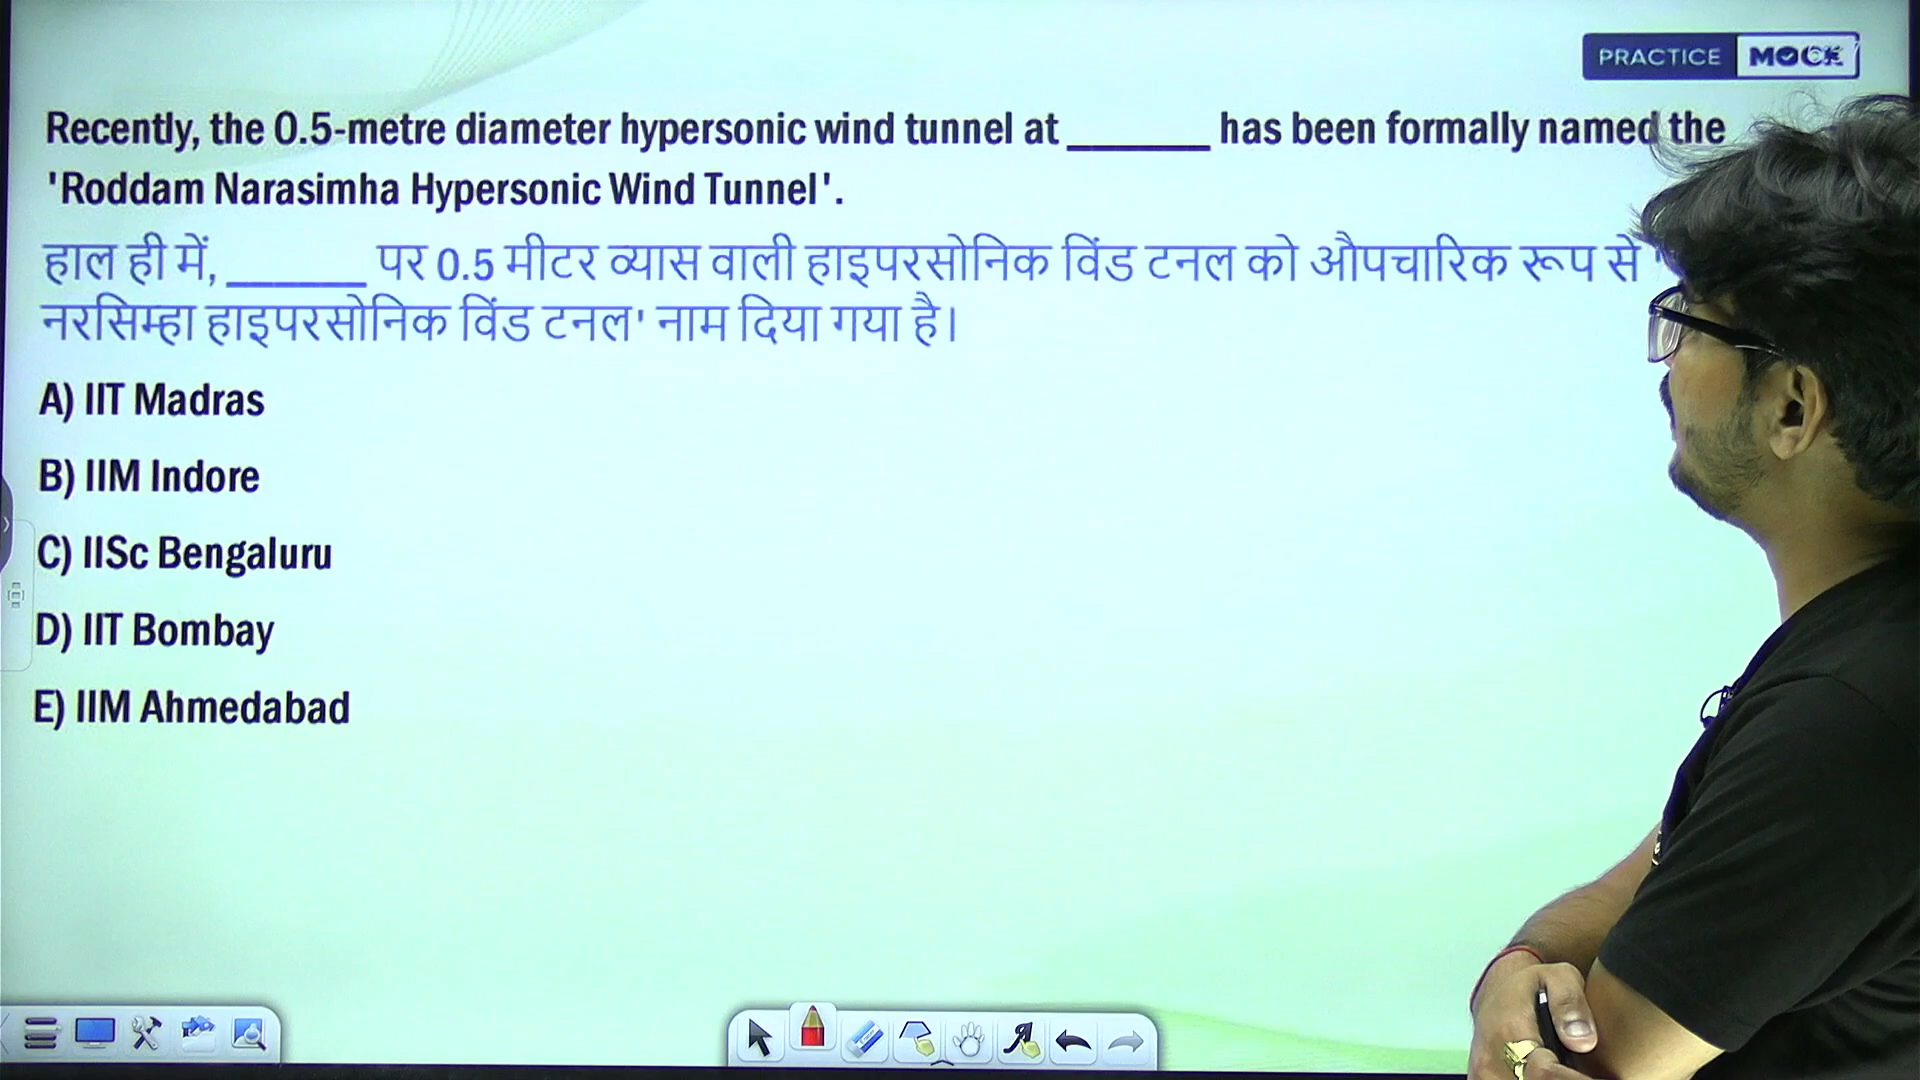 PRACTICE MOCK
Recently, the 0.5-metre diameter hypersonic wind tunnel at ______ has been formally named the
'Roddam Narasimha Hypersonic Wind Tunnel'.
हाल ही में, ______ पर 0.5 मीटर व्यास वाली हाइपरसोनिक विंड टनल को औपचारिक रूप से '
नरसिम्हा हाइपरसोनिक विंड टनल' नाम दिया गया है।
A) IIT Madras
B) IIM Indore
C) IISc Bengaluru
D) IIT Bombay
E) IIM Ahmedabad